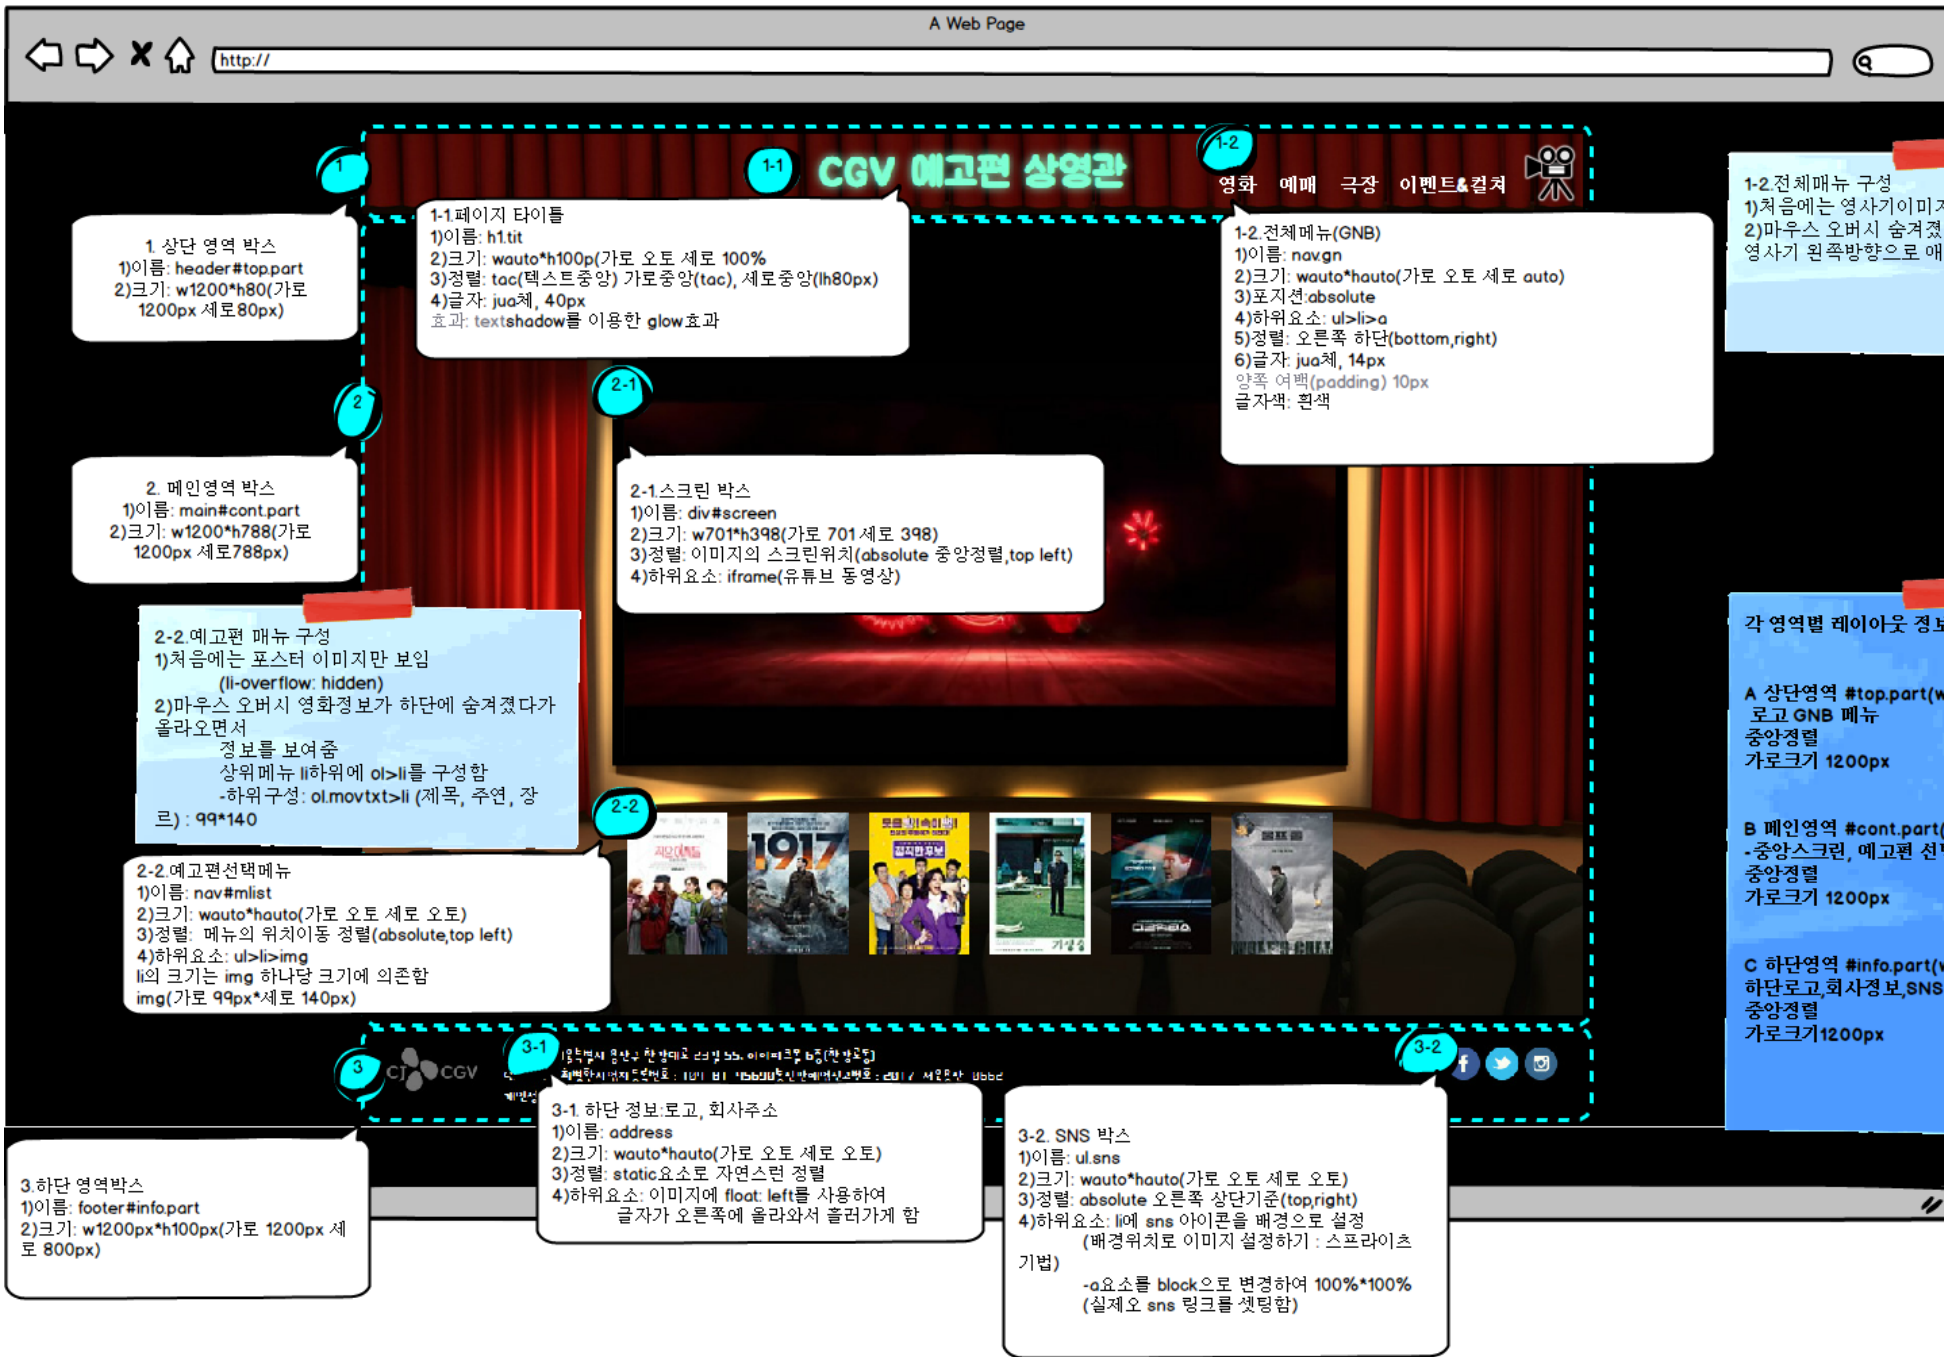 A Web Page
http://
1
1-1
CGV 예고편 상영관
1-2
영화 예매 극장 이벤트&컬쳐
1. 상단 영역 박스
1)이름: header#top.part
2)크기: w1200*h80(가로
1200px 세로80px)
1-1.페이지 타이틀
1)이름: h1.tit
2)크기: wauto*h100p(가로 오토 세로 100%
3)정렬: tac(텍스트중앙) 가로중앙(tac), 세로중앙(lh80px)
4)글자: jua체, 40px
효과: textshadow를 이용한 glow효과
1-2.전체메뉴(GNB)
1)이름: nav.gn
2)크기: wauto*hauto(가로 오토 세로 auto)
3)포지션:absolute
4)하위요소: ul>li>a
5)정렬: 오른쪽 하단(bottom,right)
6)글자: jua체, 14px
양쪽 여백(padding) 10px
글자색: 흰색
1-2.전체매뉴 구성
1)처음에는 영사기이미지
2)마우스 오버시 숨겨졌
영사기 왼쪽방향으로 애
2
2. 메인영역 박스
1)이름: main#cont.part
2)크기: w1200*h788(가로
1200px 세로788px)
2-1
2-1.스크린 박스
1)이름: div#screen
2)크기: w701*h398(가로 701 세로 398)
3)정렬: 이미지의 스크린위치(absolute 중앙정렬,top left)
4)하위요소: iframe(유튜브 동영상)
2-2.예고편 매뉴 구성
1)처음에는 포스터 이미지만 보임
(li-overflow: hidden)
2)마우스 오버시 영화정보가 하단에 숨겨졌다가
올라오면서
정보를 보여줌
상위메뉴 li하위에 ol>li를 구성함
-하위구성: ol.movtxt>li (제목, 주연, 장
르) : 99*140
각 영역별 레이아웃 정보
A 상단영역 #top.part(w
로고 GNB 메뉴
중앙정렬
가로크기 1200px
B 메인영역 #cont.part(
-중앙스크린, 예고편 선택
중앙정렬
가로크기 1200px
C 하단영역 #info.part(w
하단로고,회사정보,SNS
중앙정렬
가로크기1200px
2-2
작은 아씨들
1917
정직한 후보
기생충
울프 콜
2-2.예고편선택메뉴
1)이름: nav#mlist
2)크기: wauto*hauto(가로 오토 세로 오토)
3)정렬: 메뉴의 위치이동 정렬(absolute,top left)
4)하위요소: ul>li>img
li의 크기는 img 하나당 크기에 의존함
img(가로 99px*세로 140px)
3
CJ CGV
3-1
용산구 한강대로 23길 55, 아이파크몰 6층(한강로동)
3-2
3-1. 하단 정보:로고, 회사주소
1)이름: address
2)크기: wauto*hauto(가로 오토 세로 오토)
3)정렬: static요소로 자연스런 정렬
4)하위요소: 이미지에 float: left를 사용하여
글자가 오른쪽에 올라와서 흘러가게 함
3-2. SNS 박스
1)이름: ul.sns
2)크기: wauto*hauto(가로 오토 세로 오토)
3)정렬: absolute 오른쪽 상단기준(top,right)
4)하위요소: li에 sns 아이콘을 배경으로 설정
(배경위치로 이미지 설정하기 : 스프라이츠
기법)
-a요소를 block으로 변경하여 100%*100%
(실제오 sns 링크를 셋팅함)
3.하단 영역박스
1)이름: footer#info.part
2)크기: w1200px*h100px(가로 1200px 세
로 800px)